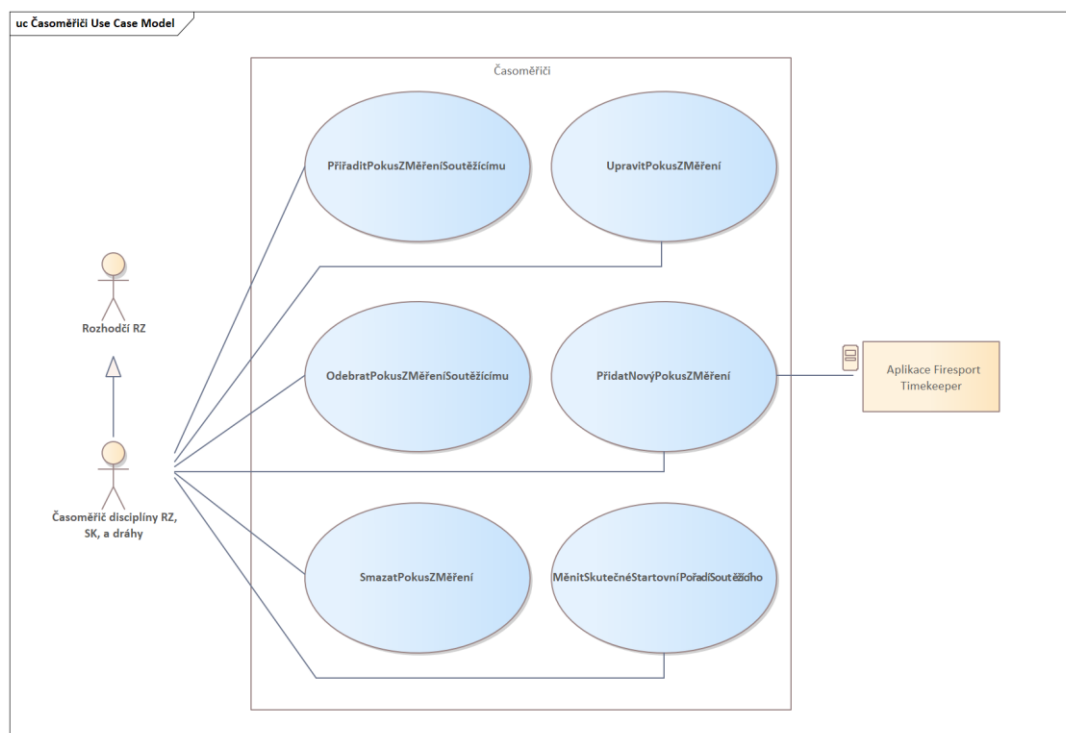 uc Časoměřiči Use Case Model
Časoměřiči
PřiřaditPokusZMěřeníSoutěžícímu
UpravitPokusZMěření
Rozhodčí RZ
OdebratPokusZMěřeníSoutěžícímu
PřidatNovýPokusZMěření
Aplikace Firesport
Timekeeper
Časoměřič disciplíny RZ,
SK, a dráhy
SmazatPokusZMěření
MěnitSkutečnéStartovníPořadíSoutěžícího